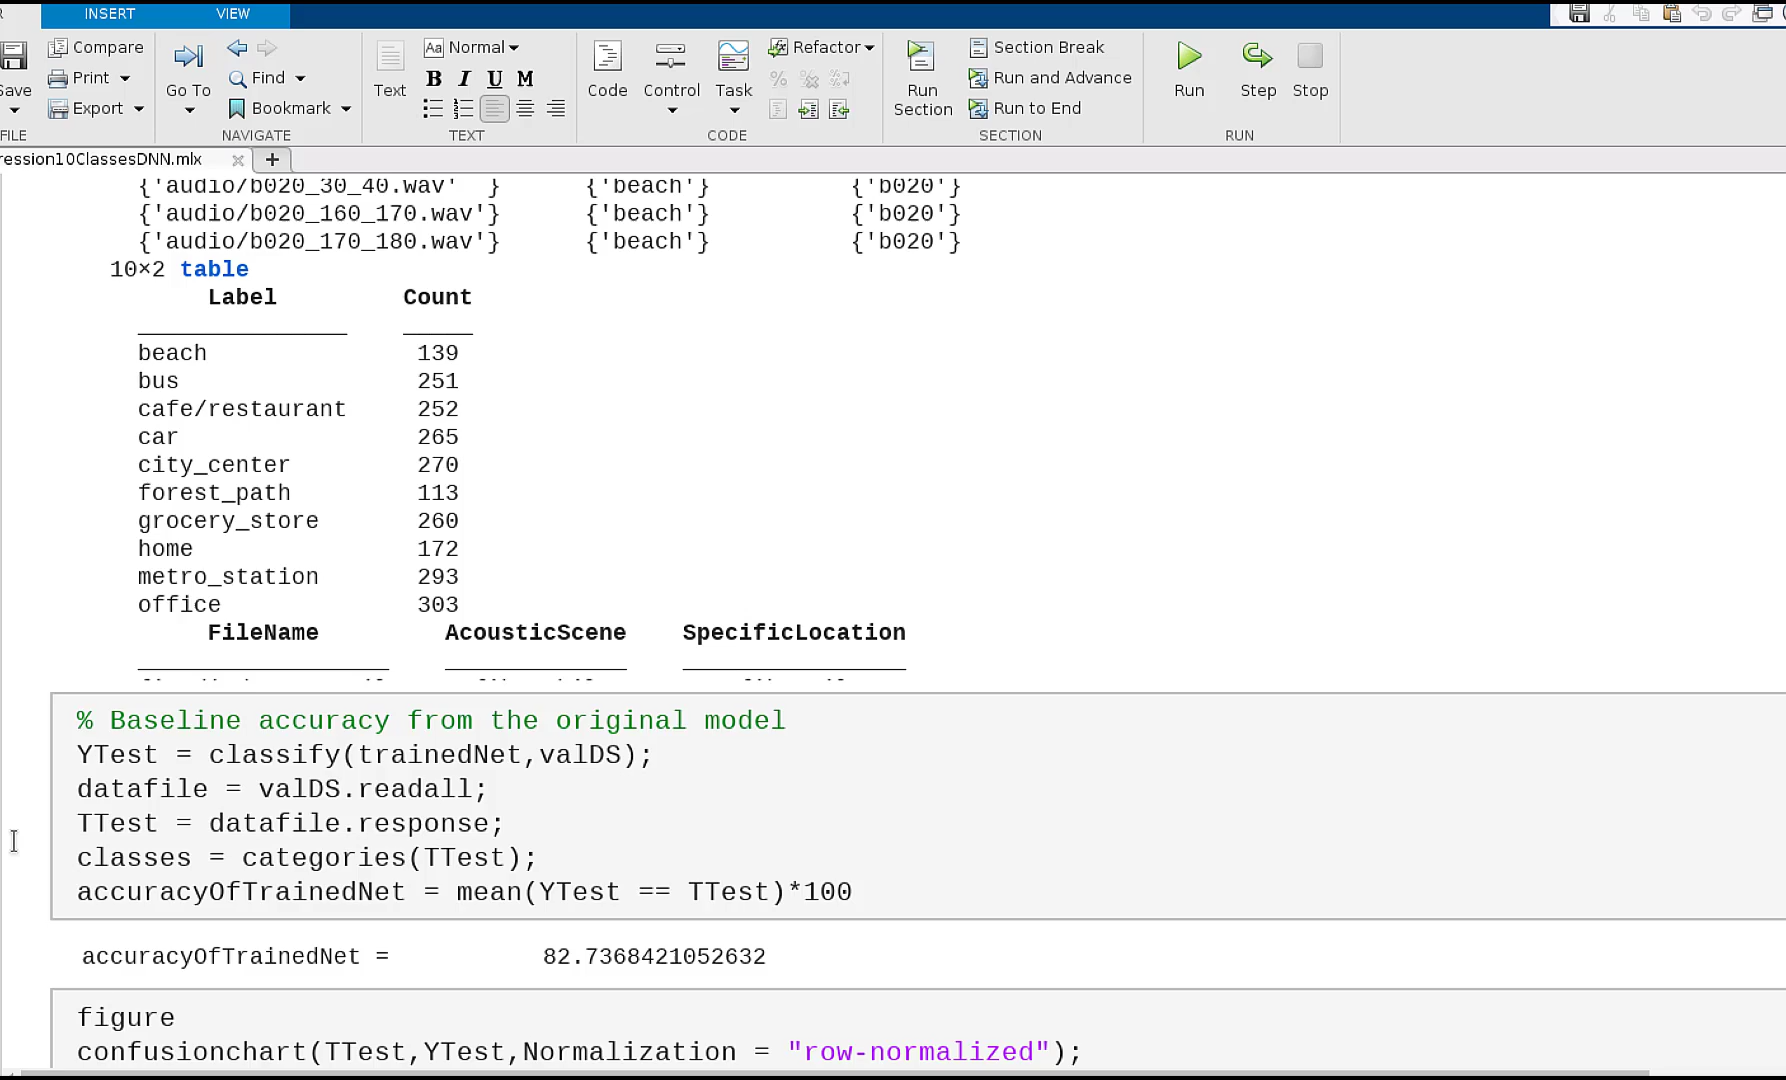 INSERT VIEW
Compare Normal Refactor Section Break
Save Print Find Go To Text B I U M Code Control Task Run Section Run and Advance Run Step Stop
Export Bookmark Run to End
FILE NAVIGATE TEXT CODE SECTION RUN
ression10ClassesDNN.mlx × +
{'audio/b020_30_40.wav' } {'beach'} {'b020'}
{'audio/b020_160_170.wav'} {'beach'} {'b020'}
{'audio/b020_170_180.wav'} {'beach'} {'b020'}
10×2 table
Label Count
beach 139
bus 251
cafe/restaurant 252
car 265
city_center 270
forest_path 113
grocery_store 260
home 172
metro_station 293
office 303
FileName AcousticScene SpecificLocation
% Baseline accuracy from the original model
YTest = classify(trainedNet,valDS);
datafile = valDS.readall;
TTest = datafile.response;
classes = categories(TTest);
accuracyOfTrainedNet = mean(YTest == TTest)*100
accuracyOfTrainedNet = 82.7368421052632
figure
confusionchart(TTest,YTest,Normalization = "row-normalized");